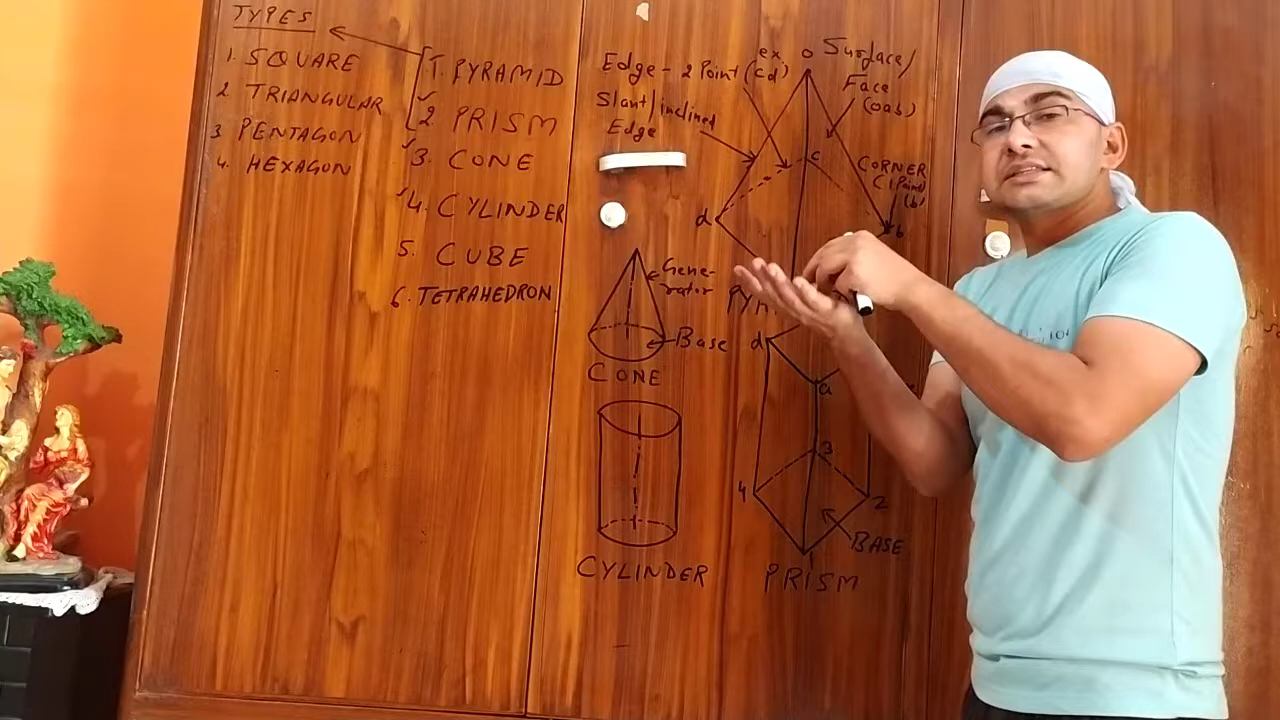 TYPES
1. SQUARE
2 TRIANGULAR
3 PENTAGON
4. HEXAGON
1. PYRAMID
2. PRISM
3. CONE
4. CYLINDER
5. CUBE
6. TETRAHEDRON
Edge - 2 Point (cd)
ex
Slant/inclined
Edge
o
Surface/
Face
(oab)
c
CORNER
(1 Point)
(b)
d
b
Gene-
rator
Base
CONE
CYLINDER
d
a
3
4
2
BASE
PRISM